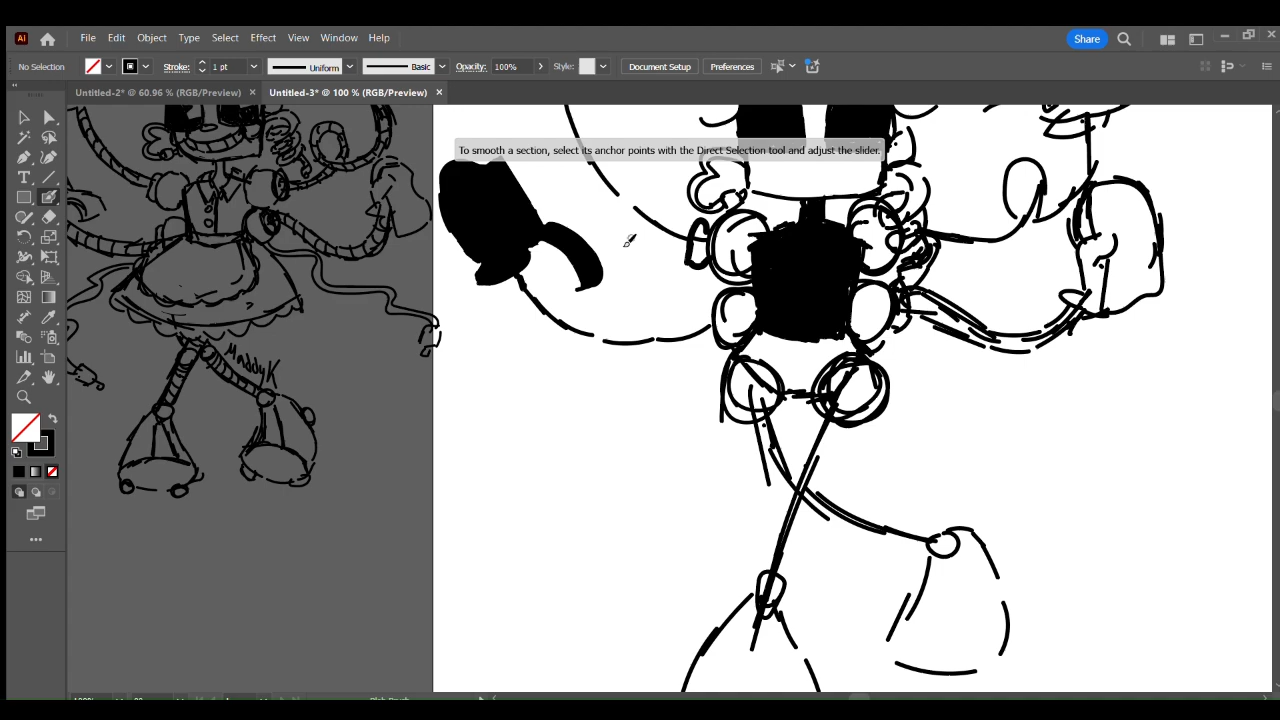 Ai File Edit Object Type Select Effect View Window Help Share
No Selection Stroke: 1 pt Uniform Basic Opacity: 100% Style: Document Setup Preferences
Untitled-2* @ 60.96 % (RGB/Preview) × Untitled-3* @ 100 % (RGB/Preview) ×
To smooth a section, select its anchor points with the Direct Selection tool and adjust the slider.